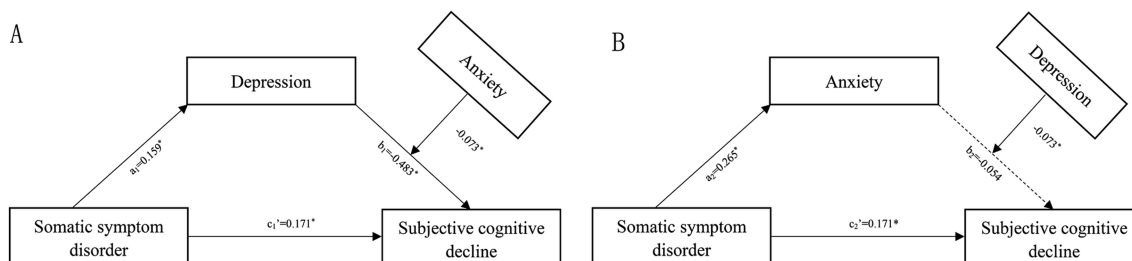 A
Depression
Anxiety
a₁=0.159*
b₁=-0.483*
-0.073*
Somatic symptom
disorder
c₁’=0.171*
Subjective cognitive
decline
B
Anxiety
Depression
a₂=0.265*
b₂=-0.054
-0.073*
Somatic symptom
disorder
c₂’=0.171*
Subjective cognitive
decline